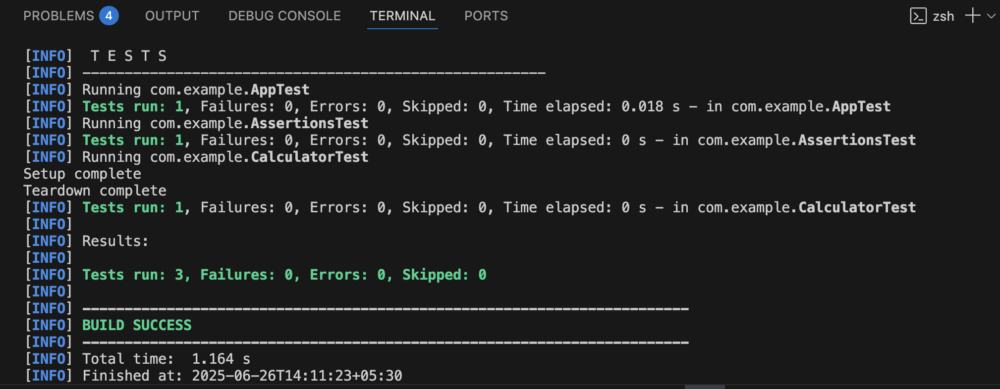 PROBLEMS 4 OUTPUT DEBUG CONSOLE TERMINAL PORTS zsh
[INFO]  T E S T S
[INFO] -------------------------------------------------------
[INFO] Running com.example.AppTest
[INFO] Tests run: 1, Failures: 0, Errors: 0, Skipped: 0, Time elapsed: 0.018 s - in com.example.AppTest
[INFO] Running com.example.AssertionsTest
[INFO] Tests run: 1, Failures: 0, Errors: 0, Skipped: 0, Time elapsed: 0 s - in com.example.AssertionsTest
[INFO] Running com.example.CalculatorTest
Setup complete
Teardown complete
[INFO] Tests run: 1, Failures: 0, Errors: 0, Skipped: 0, Time elapsed: 0 s - in com.example.CalculatorTest
[INFO]
[INFO] Results:
[INFO]
[INFO] Tests run: 3, Failures: 0, Errors: 0, Skipped: 0
[INFO]
[INFO] ------------------------------------------------------------------------
[INFO] BUILD SUCCESS
[INFO] ------------------------------------------------------------------------
[INFO] Total time:  1.164 s
[INFO] Finished at: 2025-06-26T14:11:23+05:30